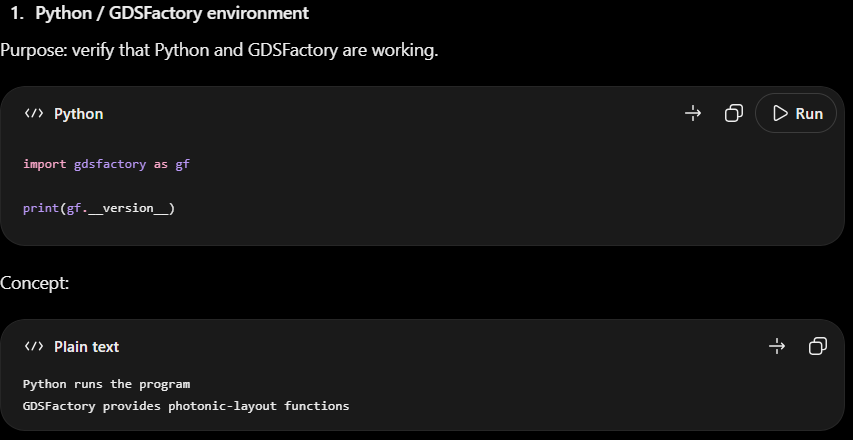 1. Python / GDSFactory environment
Purpose: verify that Python and GDSFactory are working.
</> Python
Run
import gdsfactory as gf
print(gf.__version__)
Concept:
</> Plain text
Python runs the program
GDSFactory provides photonic-layout functions